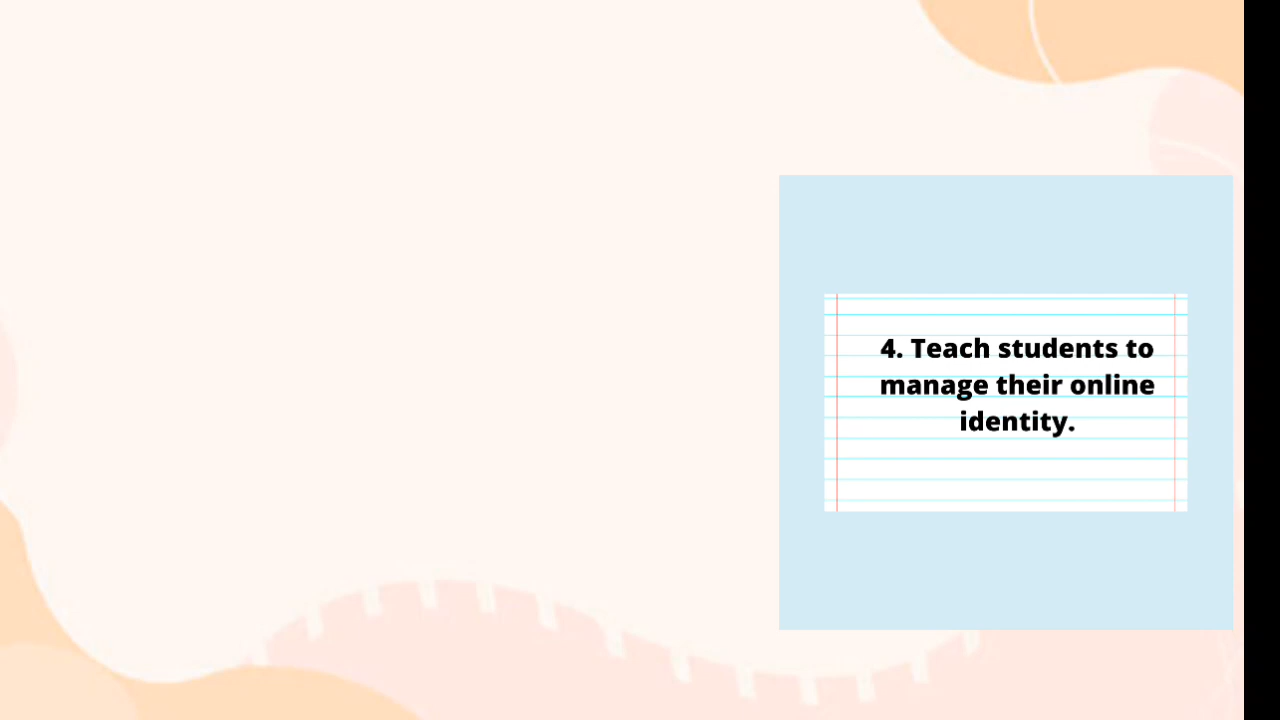 4. Teach students to
manage their online
identity.